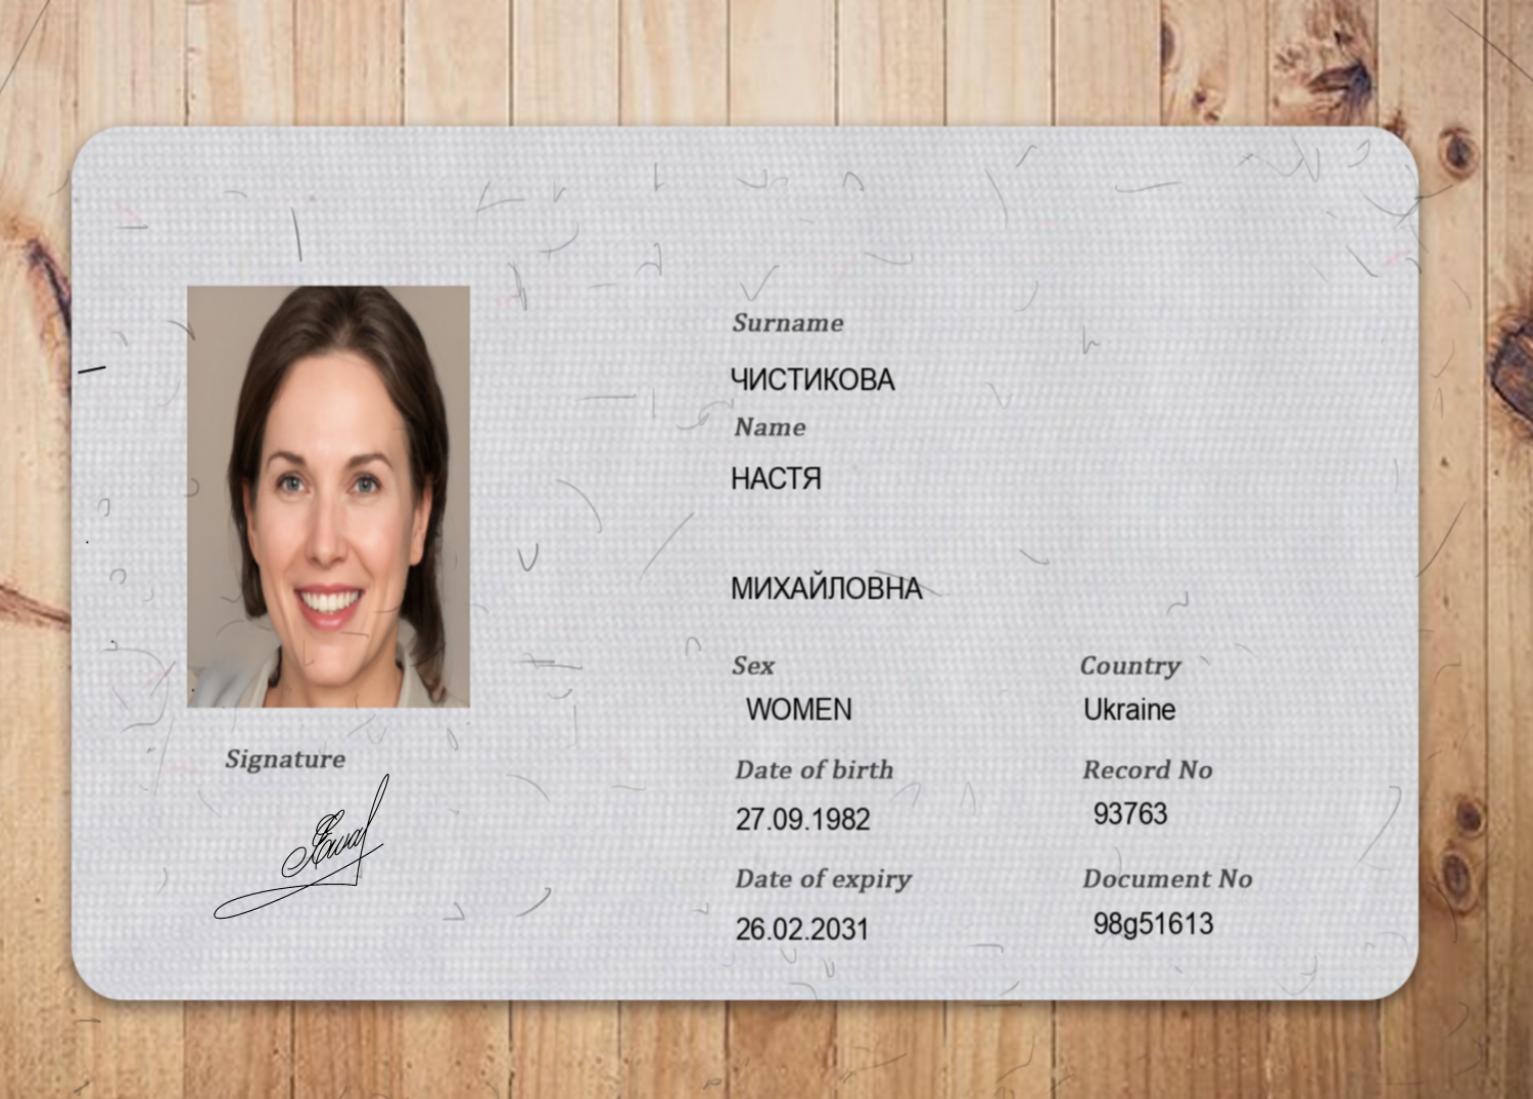 Surname
ЧИСТИКОВА
Name
НАСТЯ
МИХАЙЛОВНА
Sex
Country
WOMEN
Ukraine
Signature
Date of birth
Record No
27.09.1982
93763
Date of expiry
Document No
26.02.2031
98g51613